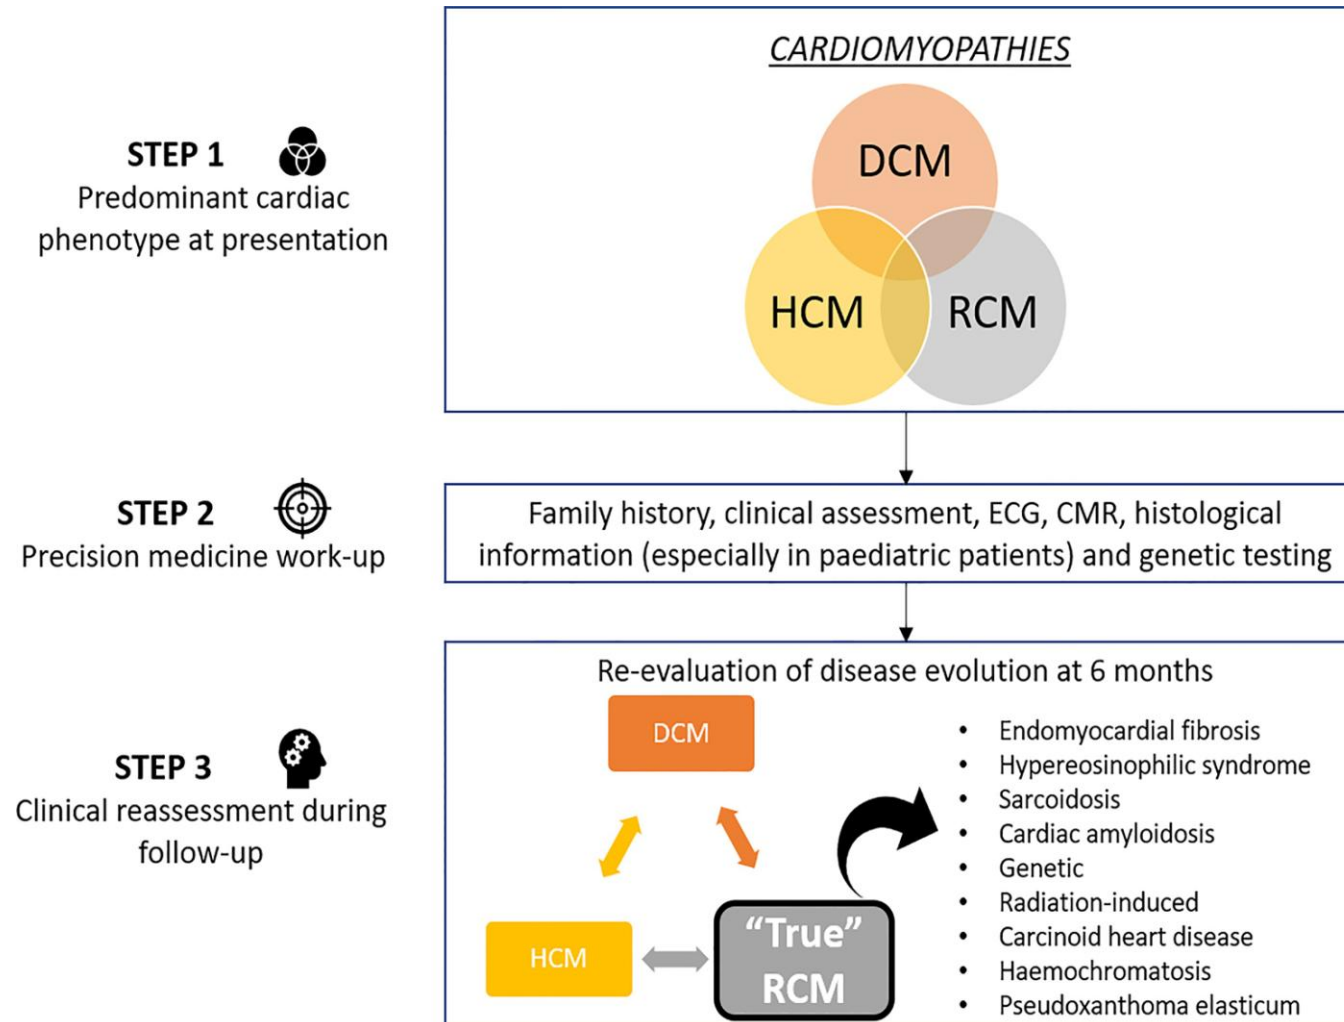 CARDIOMYOPATHIES
STEP 1
Predominant cardiac
phenotype at presentation
DCM
HCM
RCM
STEP 2
Precision medicine work-up
Family history, clinical assessment, ECG, CMR, histological
information (especially in paediatric patients) and genetic testing
STEP 3
Clinical reassessment during
follow-up
Re-evaluation of disease evolution at 6 months
DCM
HCM
“True”
RCM
• Endomyocardial fibrosis
• Hypereosinophilic syndrome
• Sarcoidosis
• Cardiac amyloidosis
• Genetic
• Radiation-induced
• Carcinoid heart disease
• Haemochromatosis
• Pseudoxanthoma elasticum